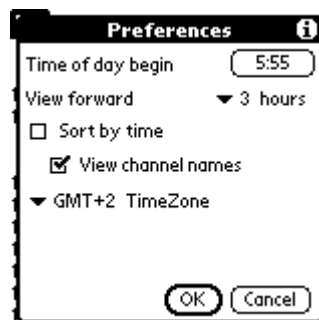 Preferences i
Time of day begin 5:55
View forward 3 hours
Sort by time
View channel names
GMT+2 TimeZone
OK Cancel